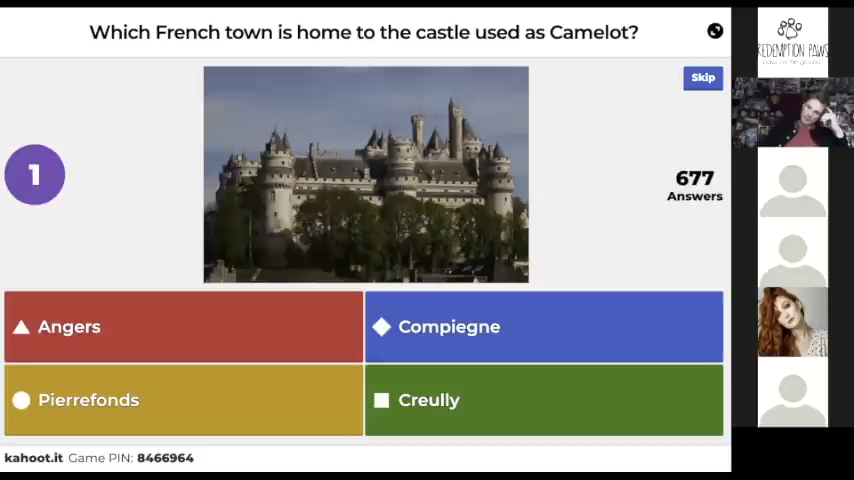 Which French town is home to the castle used as Camelot?
Skip
1
677
Answers
Angers
Compiegne
Pierrefonds
Creully
kahoot.it Game PIN: 8466964
REDEMPTION PAWS